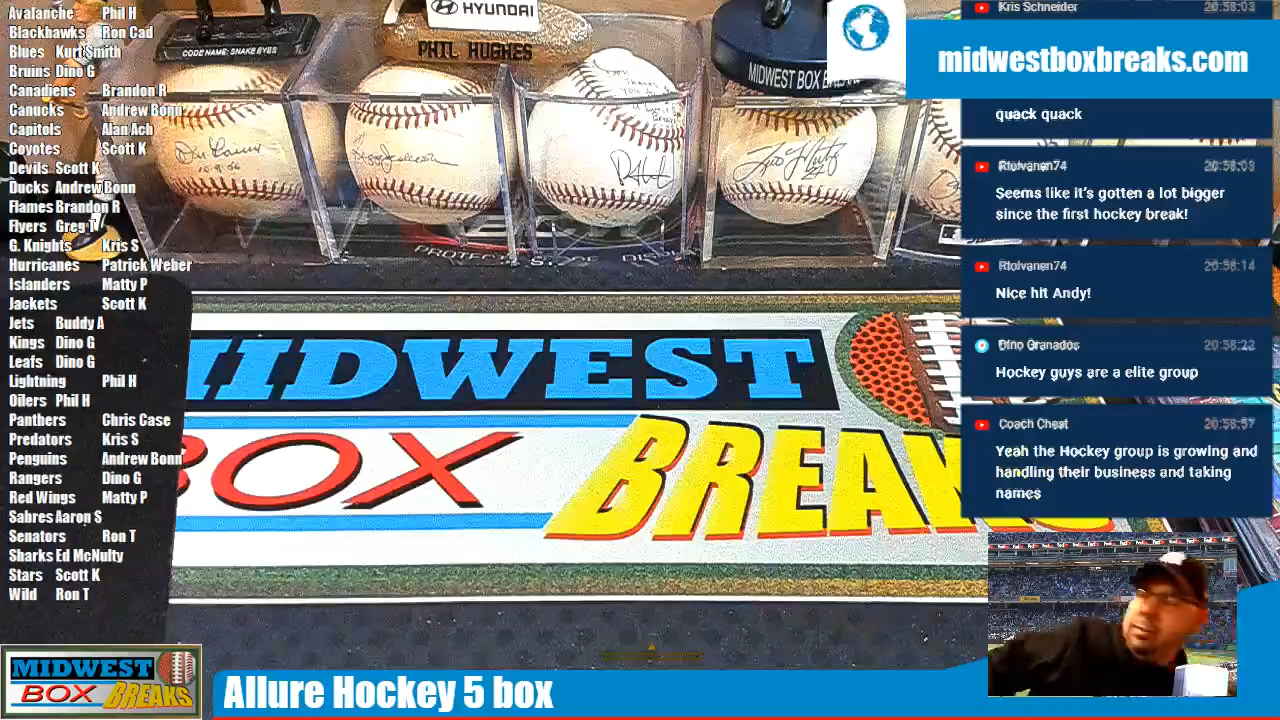 Avalanche Phil H
Blackhawks Ron Cad
Blues Kurt Smith
Bruins Dino G
Canadiens Brandon R
Canucks Andrew Bonn
Capitols Alan Ach
Coyotes Scott K
Devils Scott K
Ducks Andrew Bonn
Flames Brandon R
Flyers Greg T
G. Knights Kris S
Hurricanes Patrick Weber
Islanders Matty P
Jackets Scott K
Jets Buddy A
Kings Dino G
Leafs Dino G
Lightning Phil H
Oilers Phil H
Panthers Chris Case
Predators Kris S
Penguins Andrew Bonn
Rangers Dino G
Red Wings Matty P
Sabres Aaron S
Senators Ron T
Sharks Ed McNulty
Stars Scott K
Wild Ron T
CODE NAME: SNAKE EYES
HYUNDAI
PHIL HUGHES
MIDWEST BOX
MIDWEST
BOX
BREAK
Kris Schneider 20:58:03
midwestboxbreaks.com
quack quack
Rtolvanen74 20:58:03
Seems like it's gotten a lot bigger
since the first hockey break!
Rtolvanen74 20:58:14
Nice hit Andy!
Dino Granados 20:58:22
Hockey guys are a elite group
Coach Cheat 20:58:57
Yeah the Hockey group is growing and
handling their business and taking
names
MIDWEST
BOX BREAKS
Allure Hockey 5 box